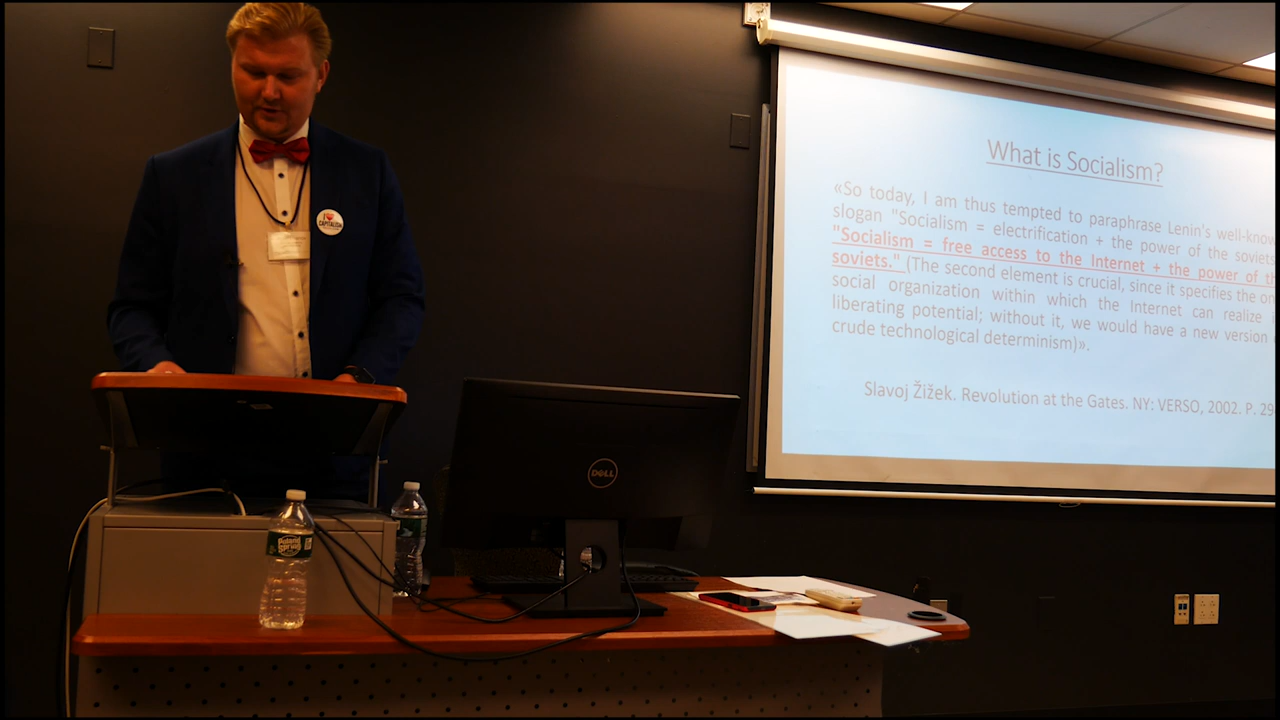 What is Socialism?
«So today, I am thus tempted to paraphrase Lenin's well-know
slogan "Socialism = electrification + the power of the soviets
"Socialism = free access to the Internet + the power of th
soviets." (The second element is crucial, since it specifies the on
social organization within which the Internet can realize i
liberating potential; without it, we would have a new version
crude technological determinism)».
Slavoj Žižek. Revolution at the Gates. NY: VERSO, 2002. P. 29
I
CAPITALISM
DELL
Poland
Spring